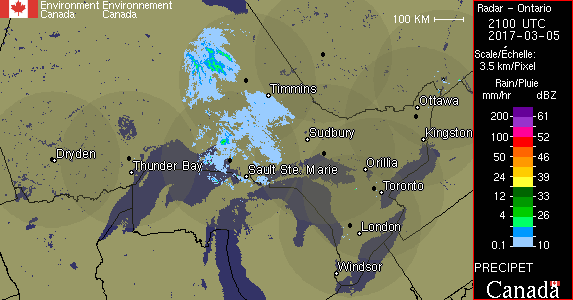 Environment Environnement
Canada Canada
100 KM
Timmins
Ottawa
Sudbury
Kingston
Dryden
Thunder Bay
Sault Ste. Marie
Orillia
Toronto
London
Windsor
Radar - Ontario
2100 UTC
2017-03-05
Scale/Échelle:
3.5 km/Pixel
Rain/Pluie
mm/hr dBZ
200 61
100 52
50 46
24 39
12 33
4 26
0.1 10
PRECIPET
Canada